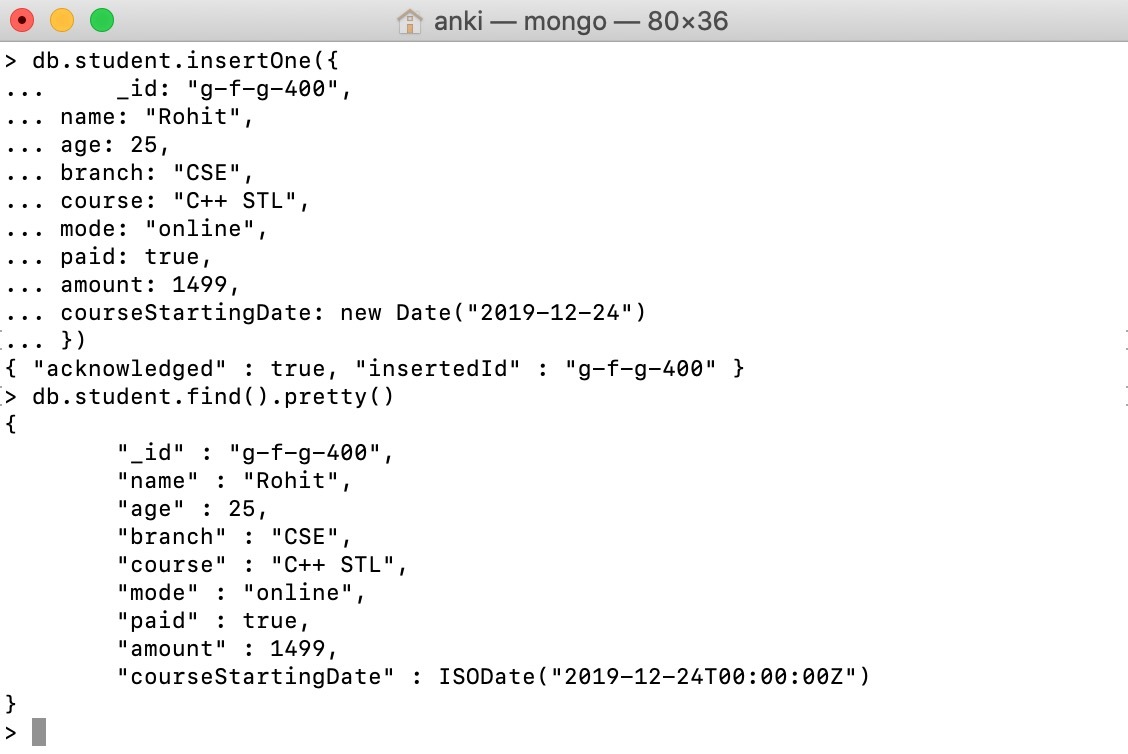 anki — mongo — 80×36
> db.student.insertOne({
...     _id: "g-f-g-400",
... name: "Rohit",
... age: 25,
... branch: "CSE",
... course: "C++ STL",
... mode: "online",
... paid: true,
... amount: 1499,
... courseStartingDate: new Date("2019-12-24")
... })
{ "acknowledged" : true, "insertedId" : "g-f-g-400" }
> db.student.find().pretty()
{
        "_id" : "g-f-g-400",
        "name" : "Rohit",
        "age" : 25,
        "branch" : "CSE",
        "course" : "C++ STL",
        "mode" : "online",
        "paid" : true,
        "amount" : 1499,
        "courseStartingDate" : ISODate("2019-12-24T00:00:00Z")
}
>